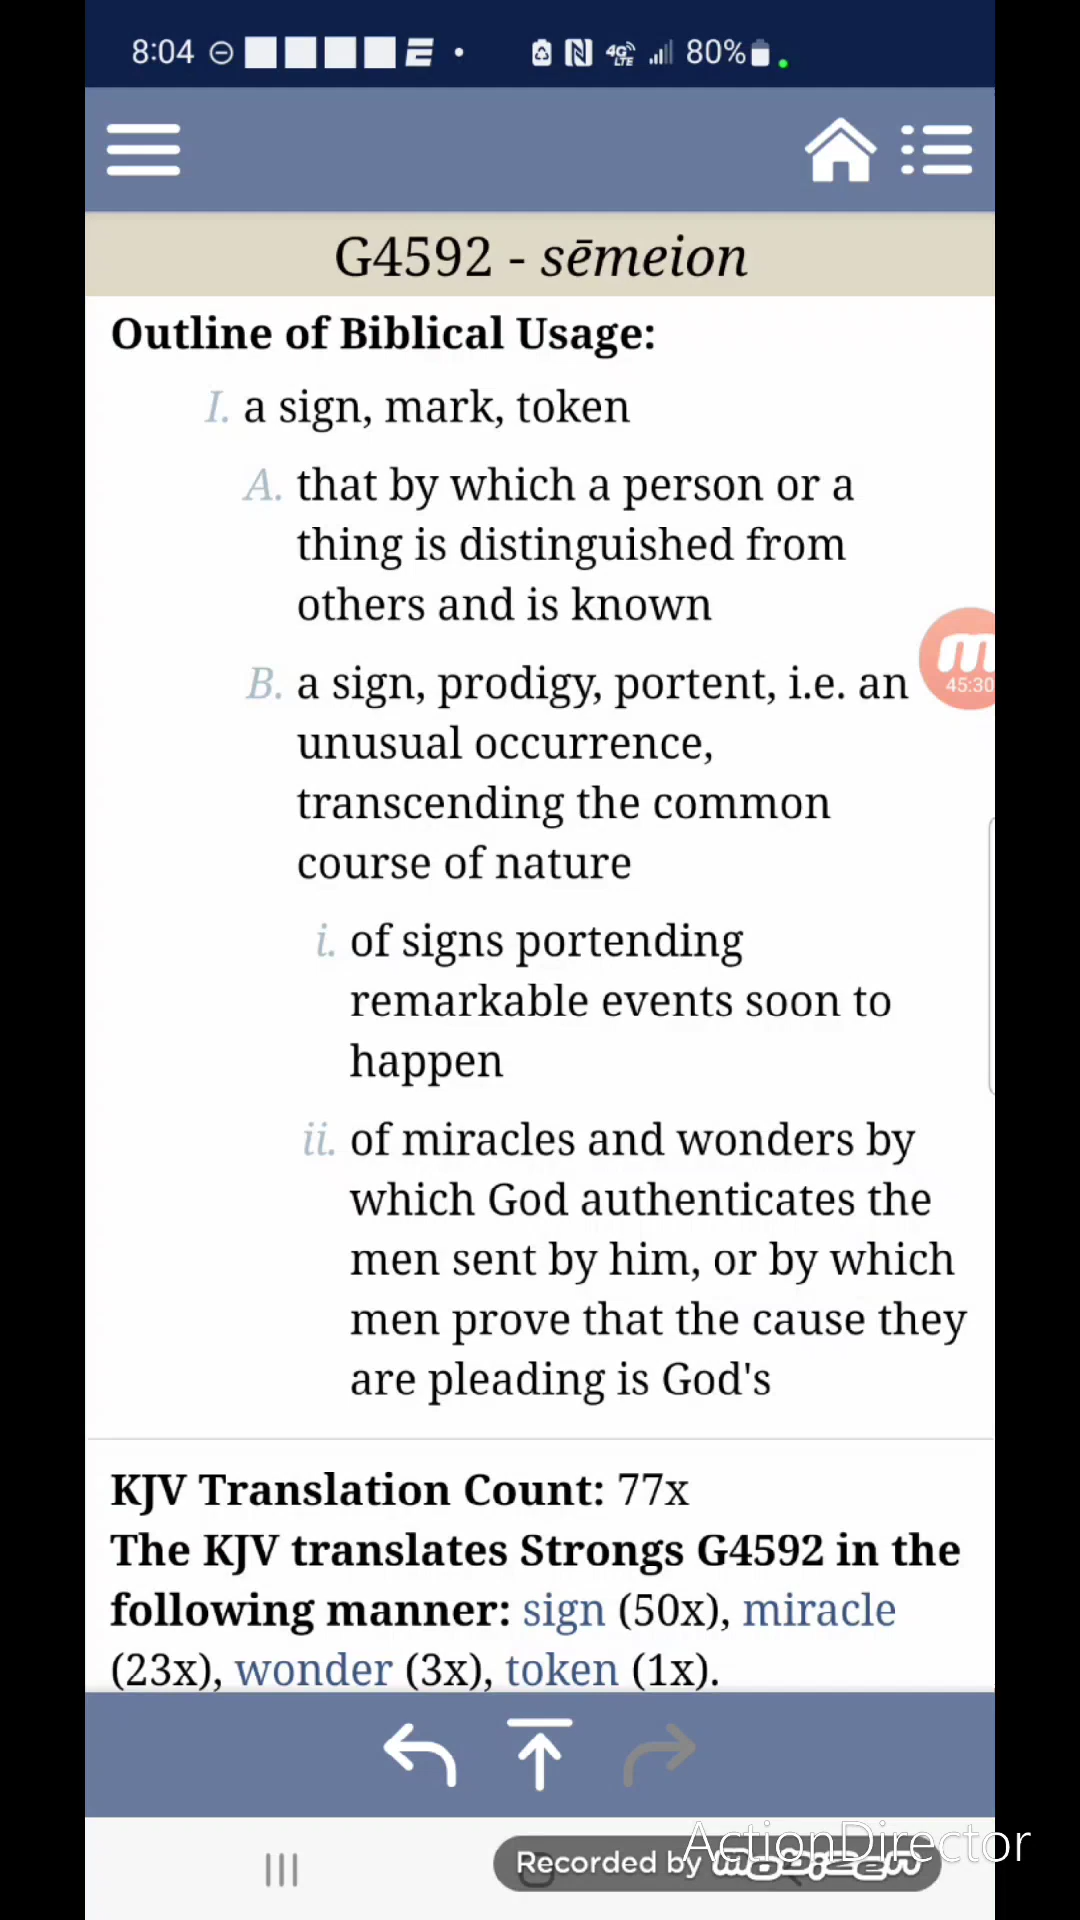 8:04
4G LTE 80%
G4592 - sēmeion
Outline of Biblical Usage:
I. a sign, mark, token
A. that by which a person or a
thing is distinguished from
others and is known
B. a sign, prodigy, portent, i.e. an
unusual occurrence,
transcending the common
course of nature
m
45:30
i. of signs portending
remarkable events soon to
happen
ii. of miracles and wonders by
which God authenticates the
men sent by him, or by which
men prove that the cause they
are pleading is God's
KJV Translation Count: 77x
The KJV translates Strongs G4592 in the
following manner: sign (50x), miracle
(23x), wonder (3x), token (1x).
ActionDirector
Recorded by MOBIZEN